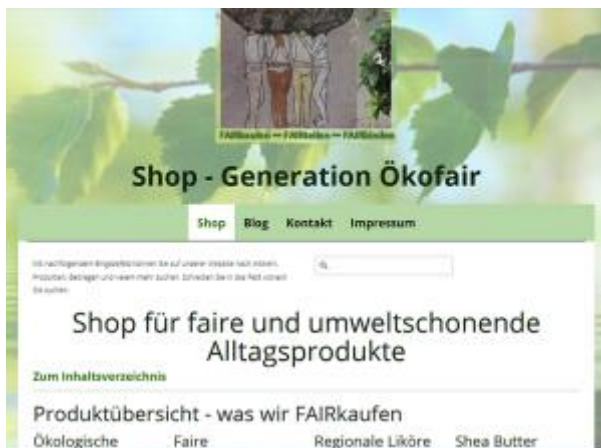 FAIRkaufen — FAIRteilen — FAIRbinden
Shop - Generation Ökofair
Shop Blog Kontakt Impressum
Shop für faire und umweltschonende
Alltagsprodukte
Zum Inhaltsverzeichnis
Produktübersicht - was wir FAIRkaufen
Ökologische Faire Regionale Liköre Shea Butter